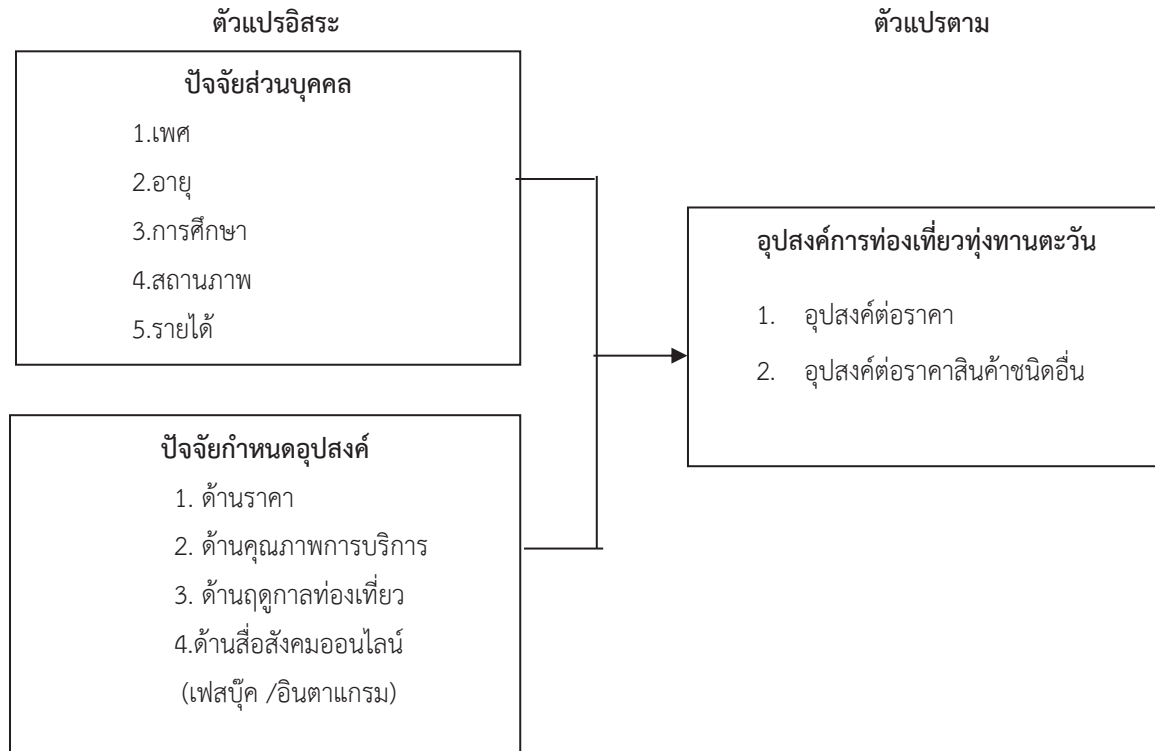 ตัวแปรอิสระ
ตัวแปรตาม
ปัจจัยส่วนบุคคล
1.เพศ
2.อายุ
3.การศึกษา
4.สถานภาพ
5.รายได้
อุปสงค์การท่องเที่ยวทุ่งทานตะวัน
1. อุปสงค์ต่อราคา
2. อุปสงค์ต่อราคาสินค้าชนิดอื่น
ปัจจัยกำหนดอุปสงค์
1. ด้านราคา
2. ด้านคุณภาพการบริการ
3. ด้านฤดูกาลท่องเที่ยว
4.ด้านสื่อสังคมออนไลน์
(เฟสบุ๊ค /อินตาแกรม)